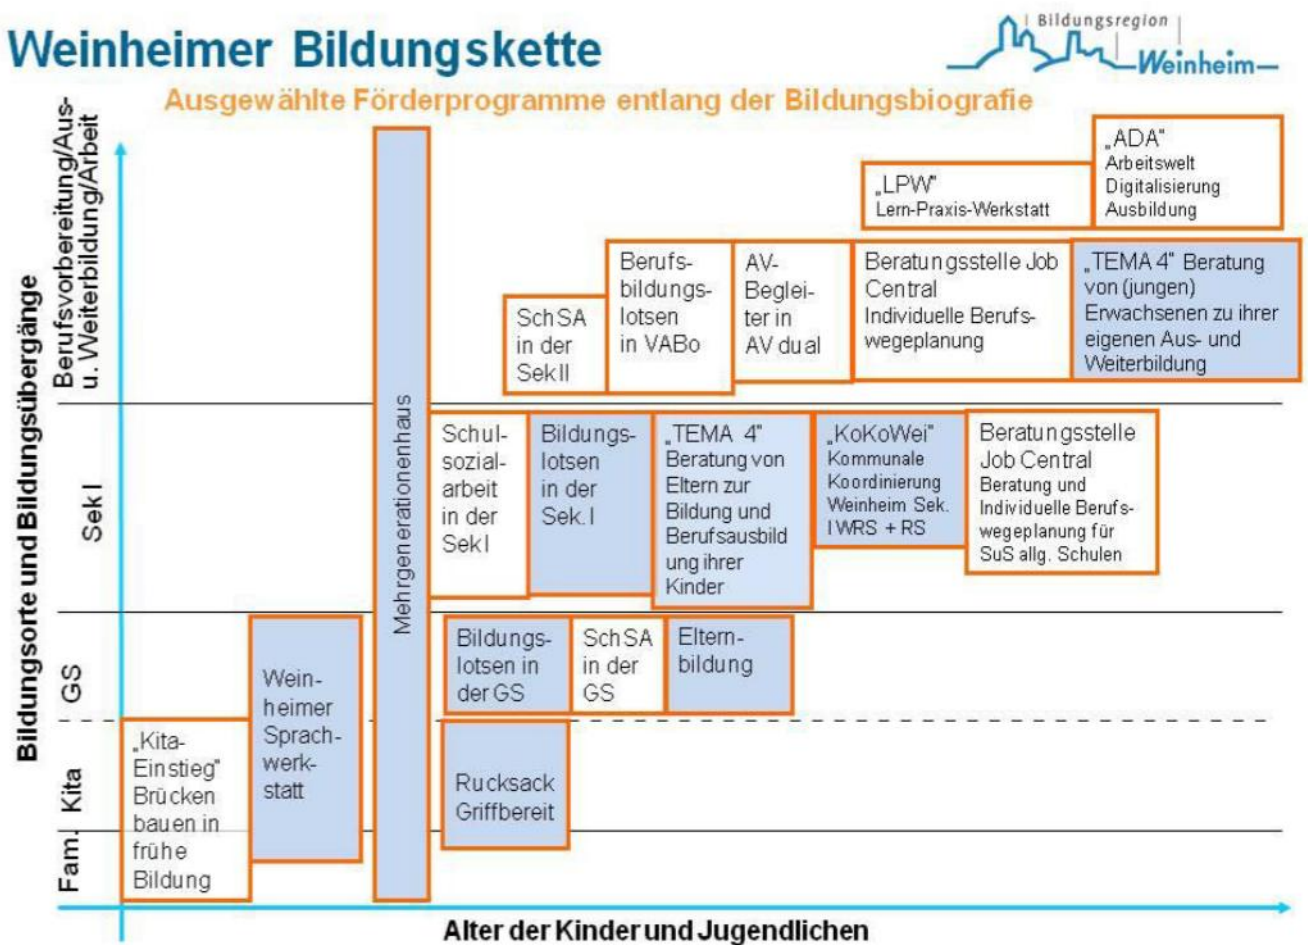 Weinheimer Bildungskette
Bildungsregion
Weinheim
Ausgewählte Förderprogramme entlang der Bildungsbiografie
Bildungsorte und Bildungsübergänge
Berufsvorbereitung/Aus-
u. Weiterbildung/Arbeit
Sek I
GS
Kita
Fam.
„ADA"
Arbeitswelt
Digitalisierung
Ausbildung
„LPW"
Lern-Praxis-Werkstatt
SchSA
in der
Sek II
Berufs-
bildungs-
lotsen
in VABo
AV-
Beglei-
ter in
AV dual
Beratungsstelle Job
Central
Individuelle Berufs-
wegeplanung
„TEMA 4" Beratung
von (jungen)
Erwachsenen zu ihrer
eigenen Aus- und
Weiterbildung
Mehrgenerationenhaus
Schul-
sozial-
arbeit
in der
Sek I
Bildungs-
lotsen
in der
Sek. I
„TEMA 4"
Beratung von
Eltern zur
Bildung und
Berufsausbild
ung ihrer
Kinder
„KoKoWei"
Kommunale
Koordinierung
Weinheim Sek.
I WRS + RS
Beratungsstelle
Job Central
Beratung und
Individuelle Berufs-
wegeplanung für
SuS allg. Schulen
Wein-
heimer
Sprach-
werk-
statt
Bildungs-
lotsen in
der GS
SchSA
in der
GS
Eltern-
bildung
„Kita-
Einstieg"
Brücken
bauen in
frühe
Bildung
Rucksack
Griffbereit
Alter der Kinder und Jugendlichen